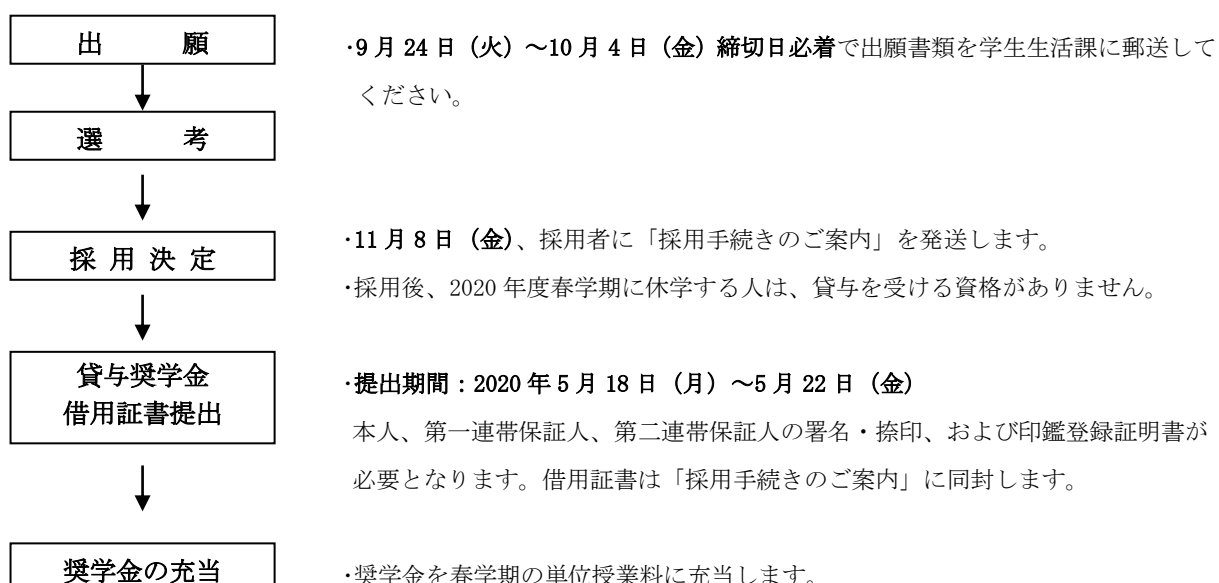 出　　　願
・9月24日（火）～10月4日（金）締切日必着で出願書類を学生生活課に郵送して
ください。
選　　　考
採 用 決 定
・11月8日（金）、採用者に「採用手続きのご案内」を発送します。
・採用後、2020年度春学期に休学する人は、貸与を受ける資格がありません。
貸与奨学金
借用証書提出
・提出期間：2020年5月18日（月）～5月22日（金）
本人、第一連帯保証人、第二連帯保証人の署名・捺印、および印鑑登録証明書が
必要となります。借用証書は「採用手続きのご案内」に同封します。
奨学金の充当
・奨学金を春学期の単位授業料に充当します。